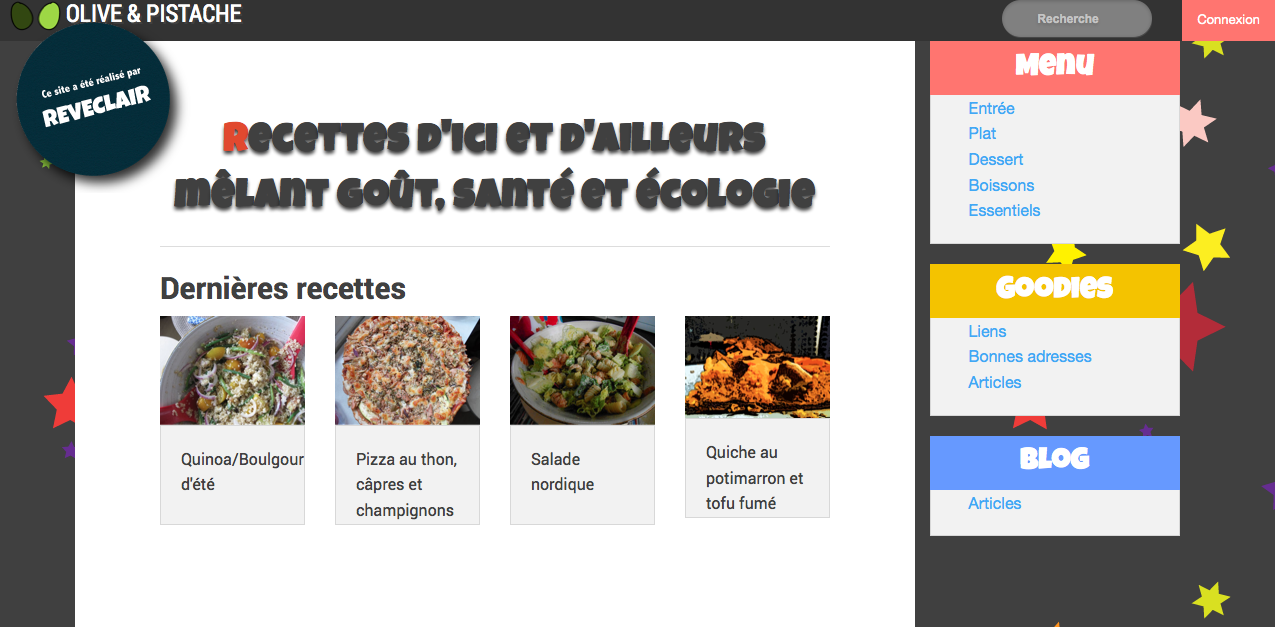 OLIVE & PISTACHE
Recherche
Connexion
Ce site a été réalisé par
REVECLAIR
Recettes d'ici et d'ailleurs
mêlant goût, santé et écologie
Dernières recettes
Quinoa/Boulgour
d'été
Pizza au thon,
câpres et
champignons
Salade
nordique
Quiche au
potimarron et
tofu fumé
Menu
Entrée
Plat
Dessert
Boissons
Essentiels
Goodies
Liens
Bonnes adresses
Articles
BLOG
Articles